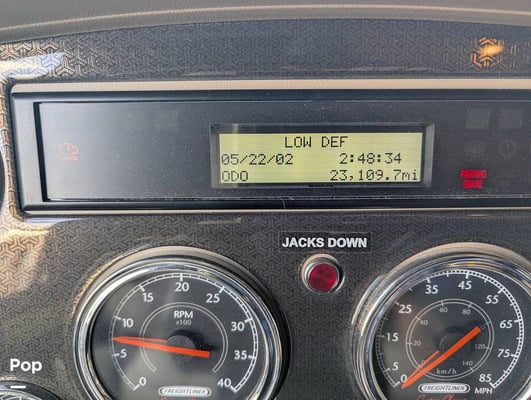 LOW DEF
05/22/02 2:48:34
ODO 23,109.7mi
PARKING BRAKE
JACKS DOWN
RPM
x100
0 5 10 15 20 25 30 35 40
FREIGHTLINER
5 15 25 35 45 55 65 75 85
MPH
km/h
FREIGHTLINER
Pop